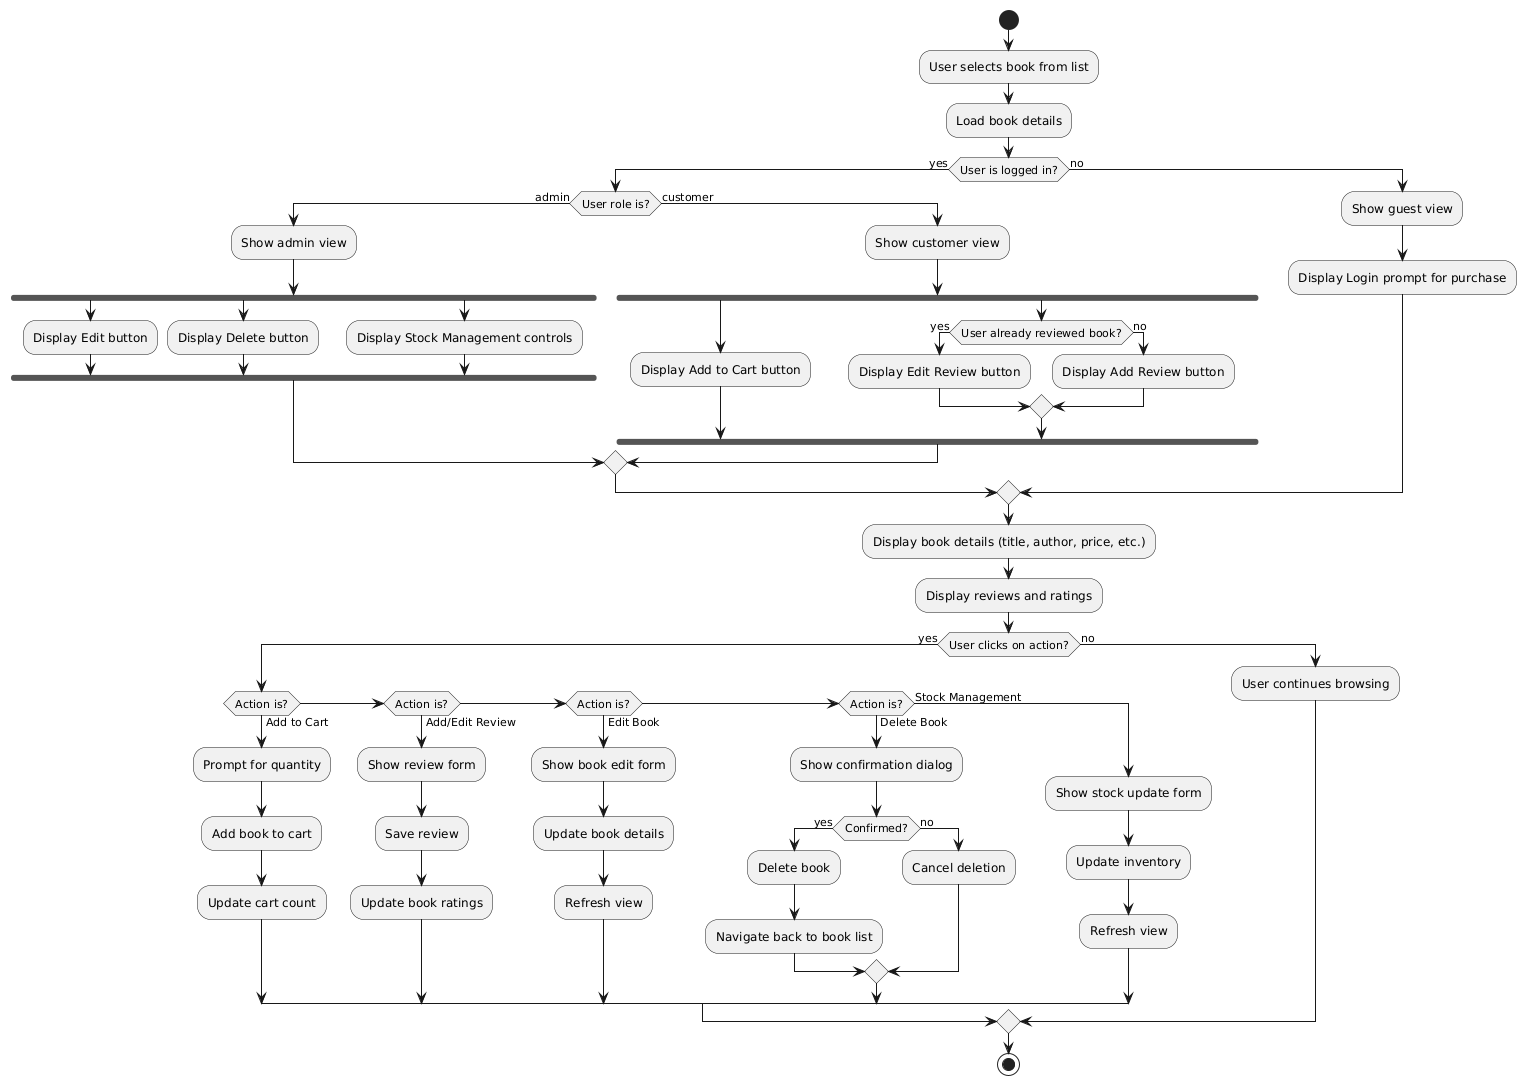 User selects book from list
Load book details
yes
User is logged in?
no
admin
User role is?
customer
Show guest view
Show admin view
Show customer view
Display Login prompt for purchase
Display Edit button
Display Delete button
Display Stock Management controls
yes
User already reviewed book?
no
Display Add to Cart button
Display Edit Review button
Display Add Review button
Display book details (title, author, price, etc.)
Display reviews and ratings
yes
User clicks on action?
no
User continues browsing
Action is?
Add to Cart
Action is?
Add/Edit Review
Action is?
Edit Book
Action is?
Stock Management
Delete Book
Prompt for quantity
Show review form
Show book edit form
Show confirmation dialog
Show stock update form
Add book to cart
Save review
Update book details
yes
Confirmed?
no
Update inventory
Delete book
Cancel deletion
Update cart count
Update book ratings
Refresh view
Navigate back to book list
Refresh view